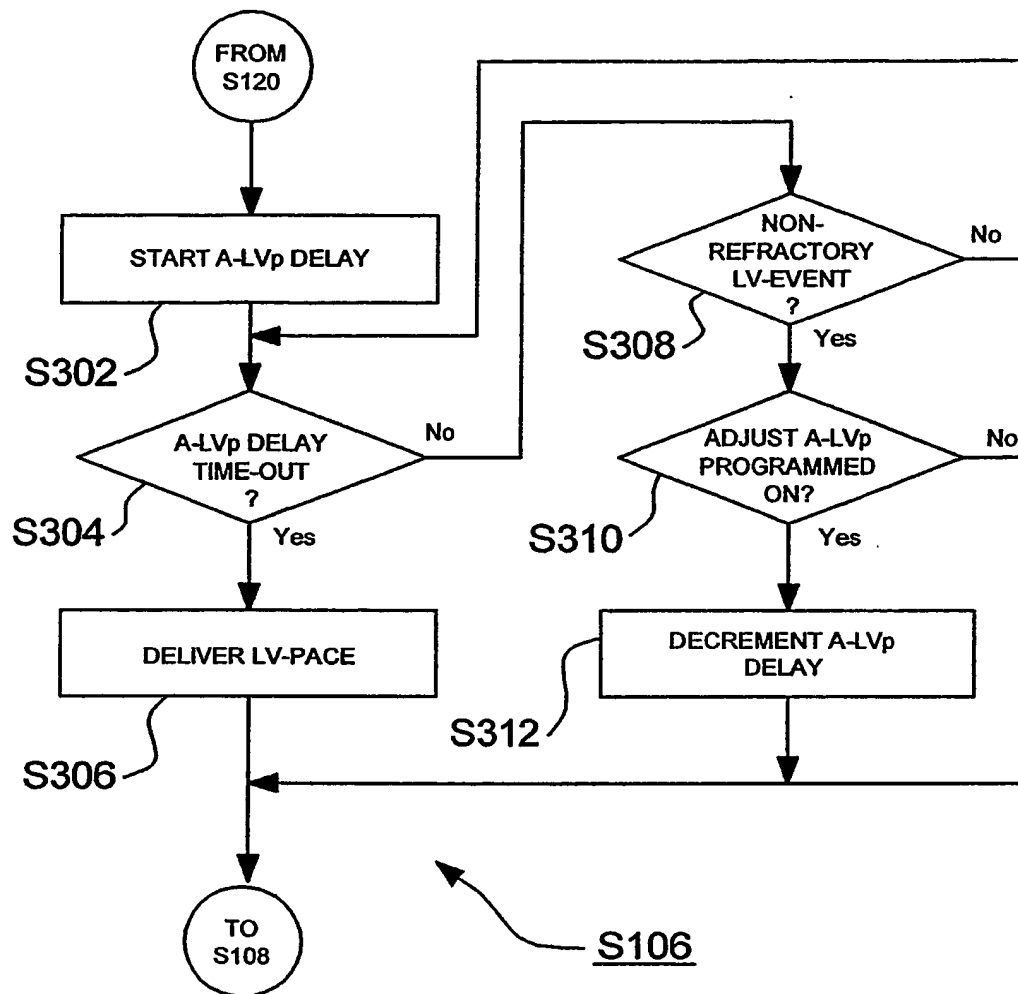 FROM
S120
START A-LVp DELAY
S302
A-LVp DELAY
TIME-OUT
?
No
S304
Yes
DELIVER LV-PACE
S306
TO
S108
NON-
REFRACTORY
LV-EVENT
?
No
S308
Yes
ADJUST A-LVp
PROGRAMMED
ON?
No
S310
Yes
DECREMENT A-LVp
DELAY
S312
S106